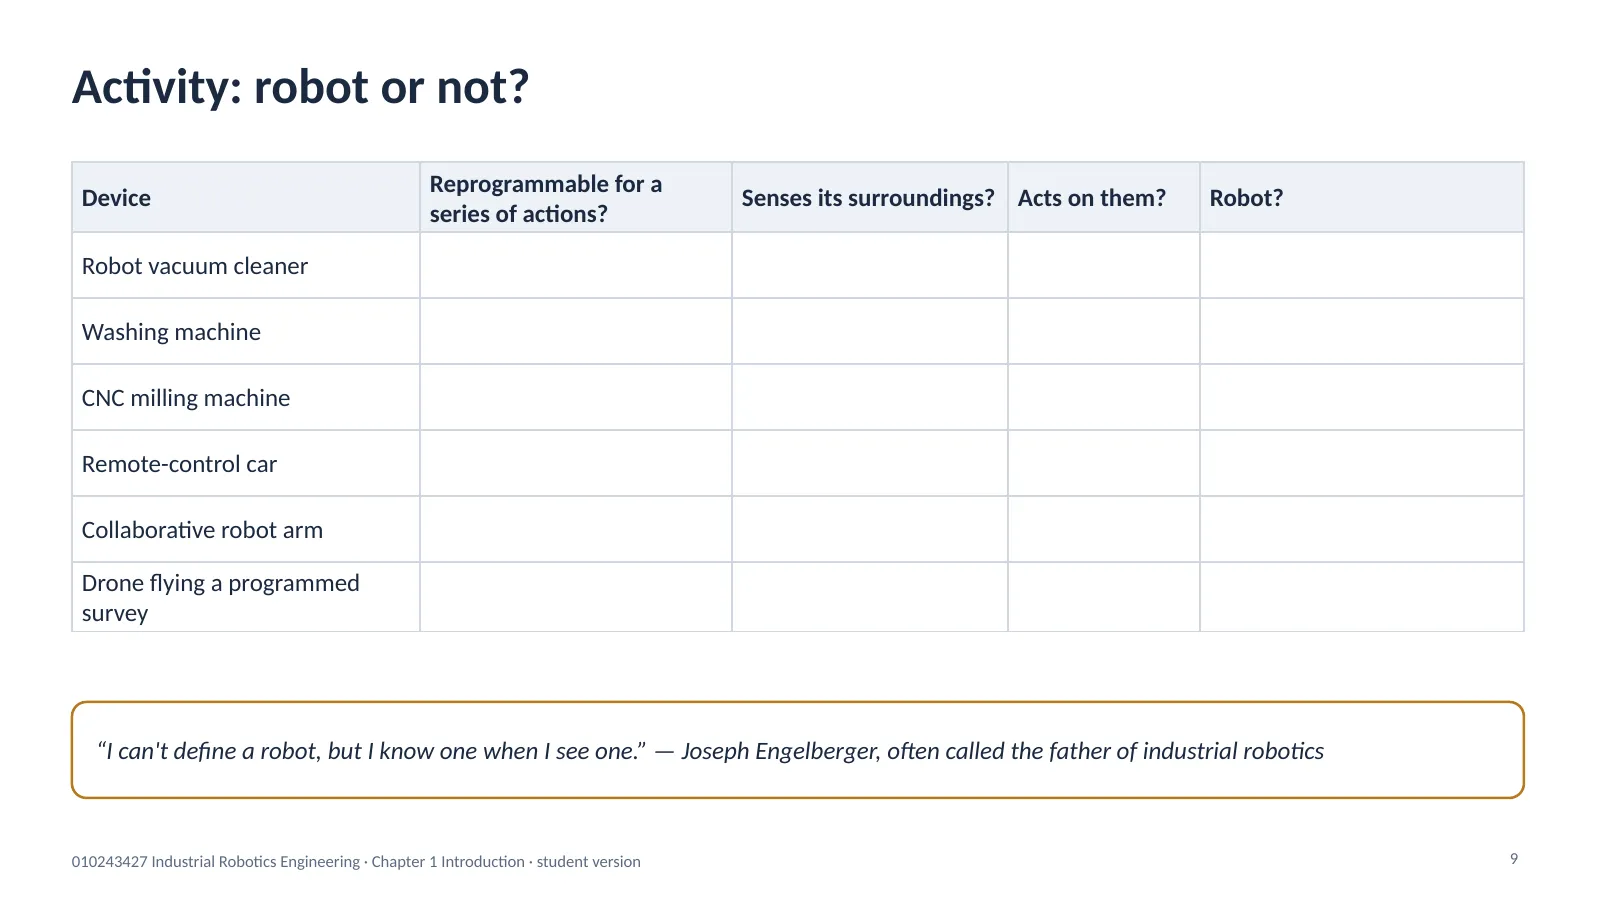 Activity: robot or not?
Device
Reprogrammable for a
series of actions?
Senses its surroundings?
Acts on them?
Robot?
Robot vacuum cleaner
Washing machine
CNC milling machine
Remote-control car
Collaborative robot arm
Drone flying a programmed
survey
“I can't define a robot, but I know one when I see one.” — Joseph Engelberger, often called the father of industrial robotics
010243427 Industrial Robotics Engineering · Chapter 1 Introduction · student version
9